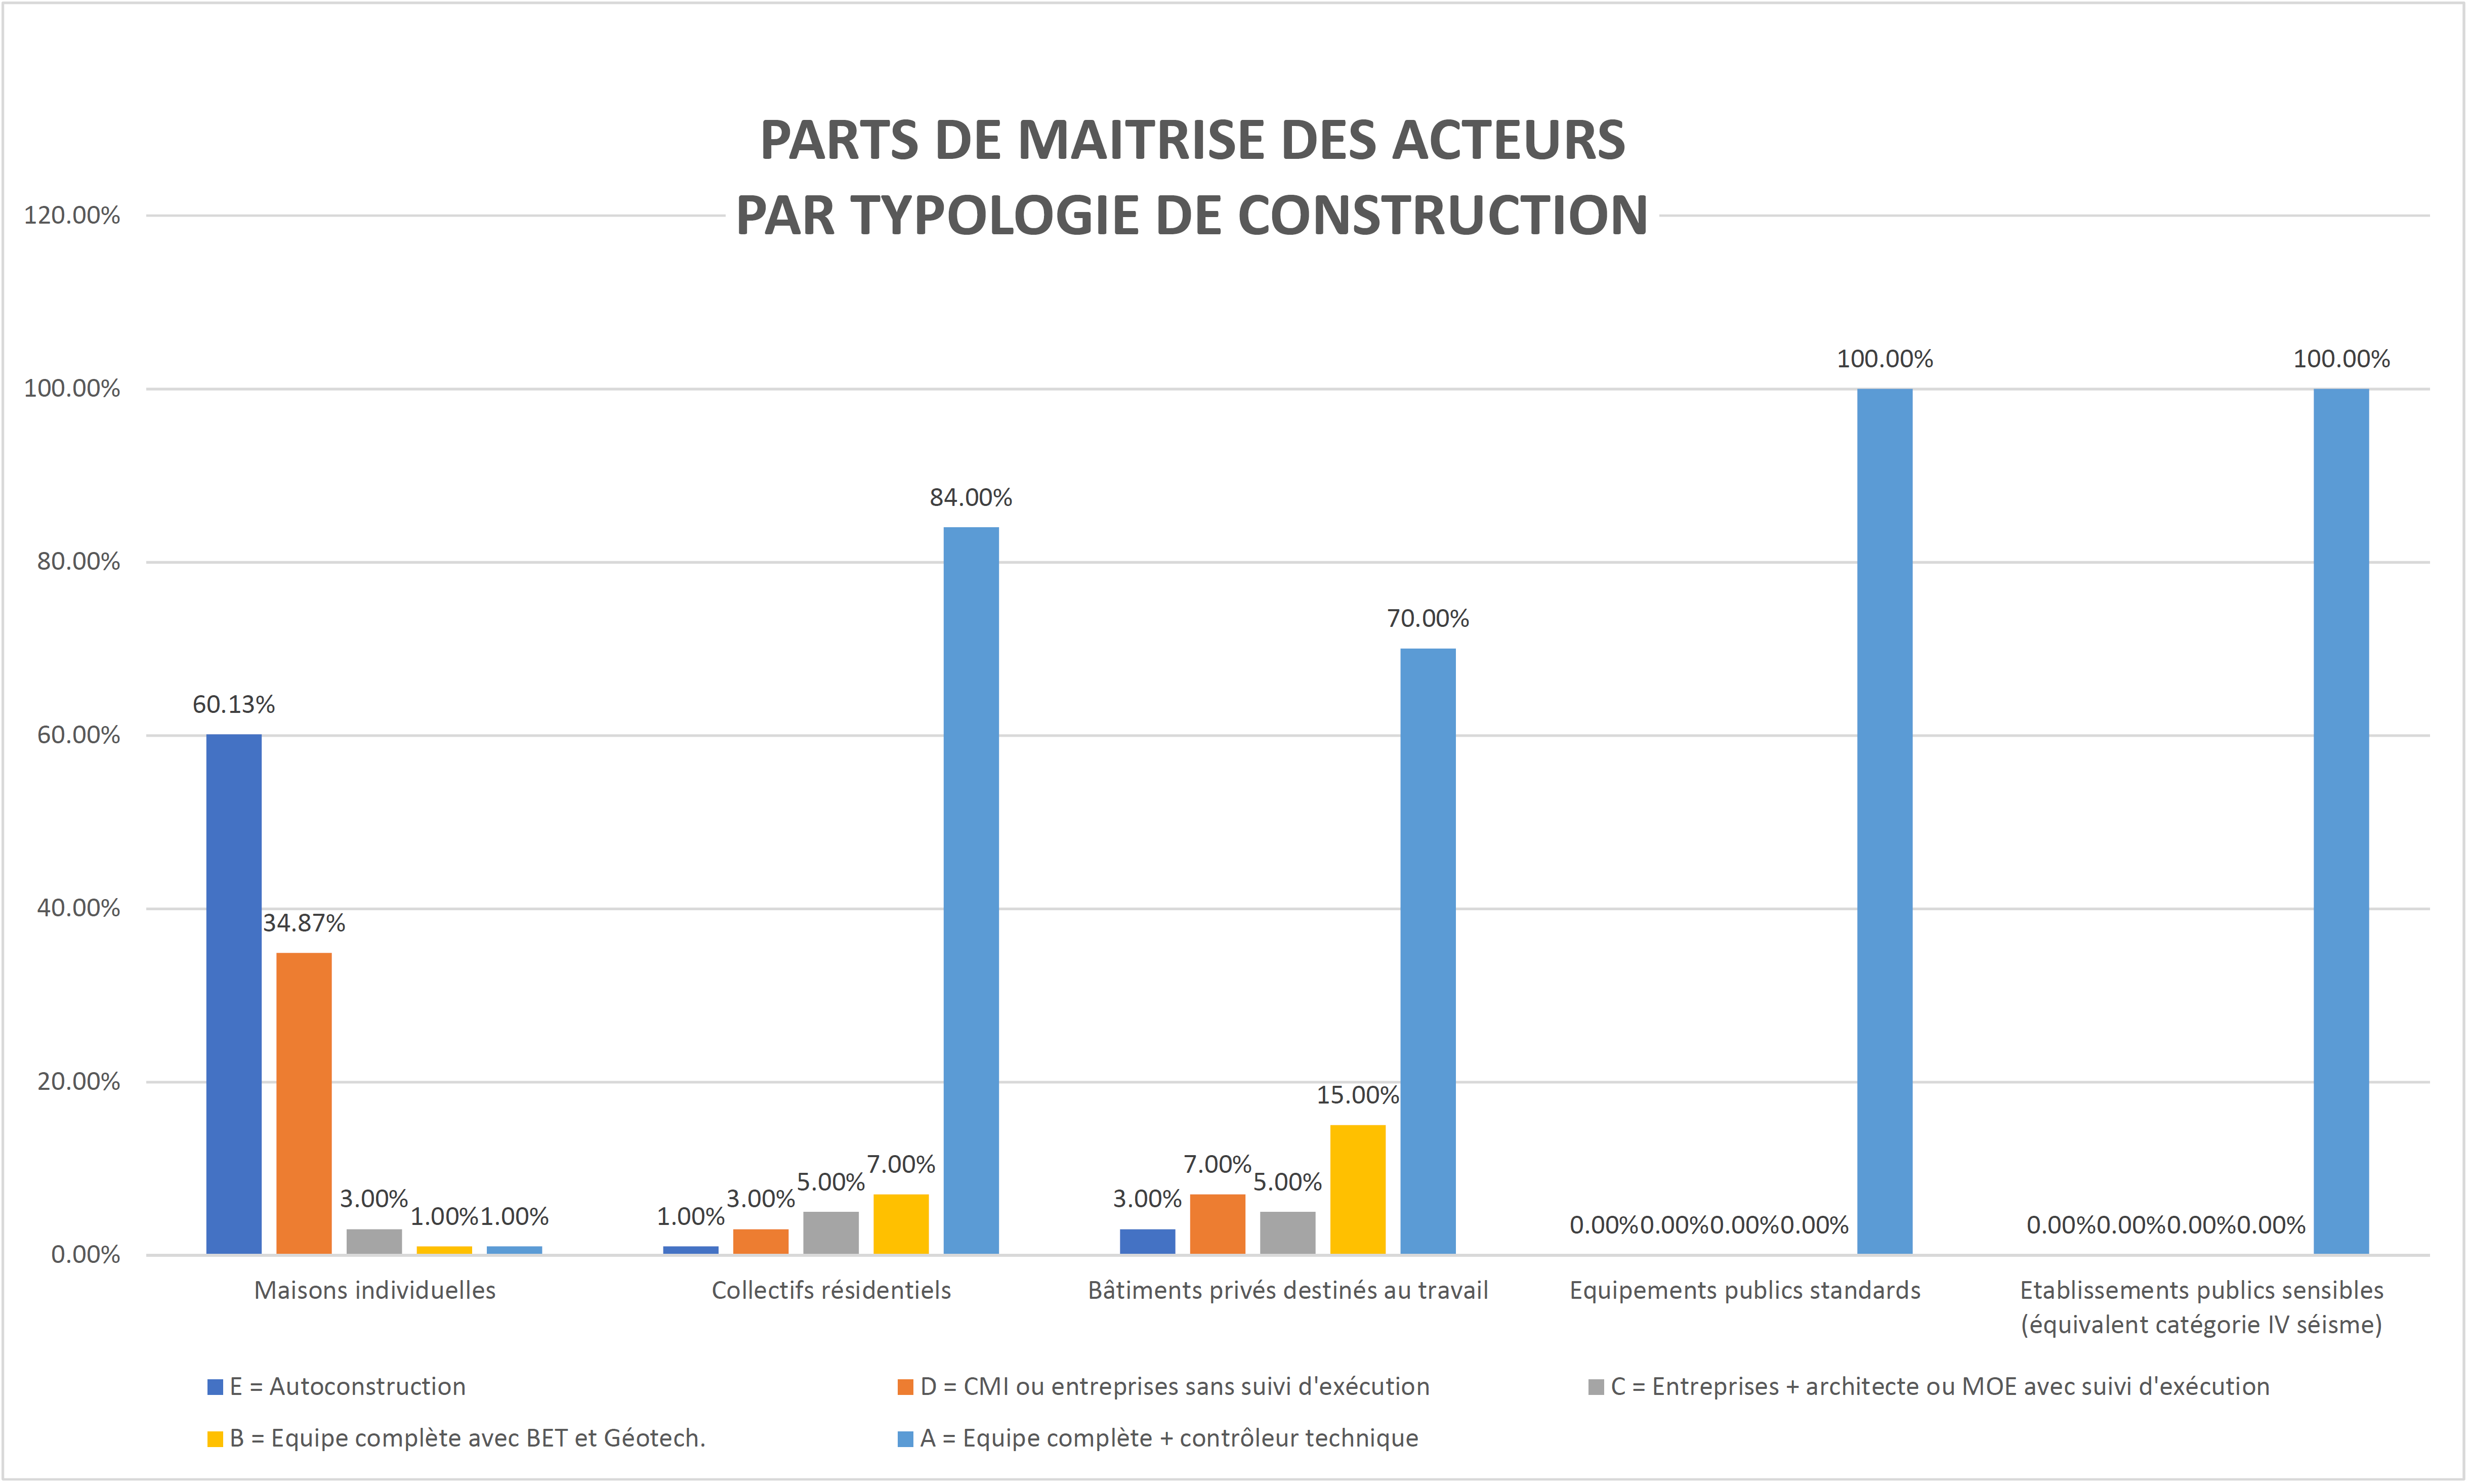 PARTS DE MAITRISE DES ACTEURS
PAR TYPOLOGIE DE CONSTRUCTION
120.00%
100.00%
80.00%
60.00%
40.00%
20.00%
0.00%
60.13%
34.87%
3.00%
1.00%
1.00%
1.00%
3.00%
5.00%
7.00%
84.00%
3.00%
7.00%
5.00%
15.00%
70.00%
0.00%
0.00%
0.00%
0.00%
100.00%
0.00%
0.00%
0.00%
0.00%
100.00%
Maisons individuelles
Collectifs résidentiels
Bâtiments privés destinés au travail
Equipements publics standards
Etablissements publics sensibles
(équivalent catégorie IV séisme)
E = Autoconstruction
D = CMI ou entreprises sans suivi d'exécution
C = Entreprises + architecte ou MOE avec suivi d'exécution
B = Equipe complète avec BET et Géotech.
A = Equipe complète + contrôleur technique